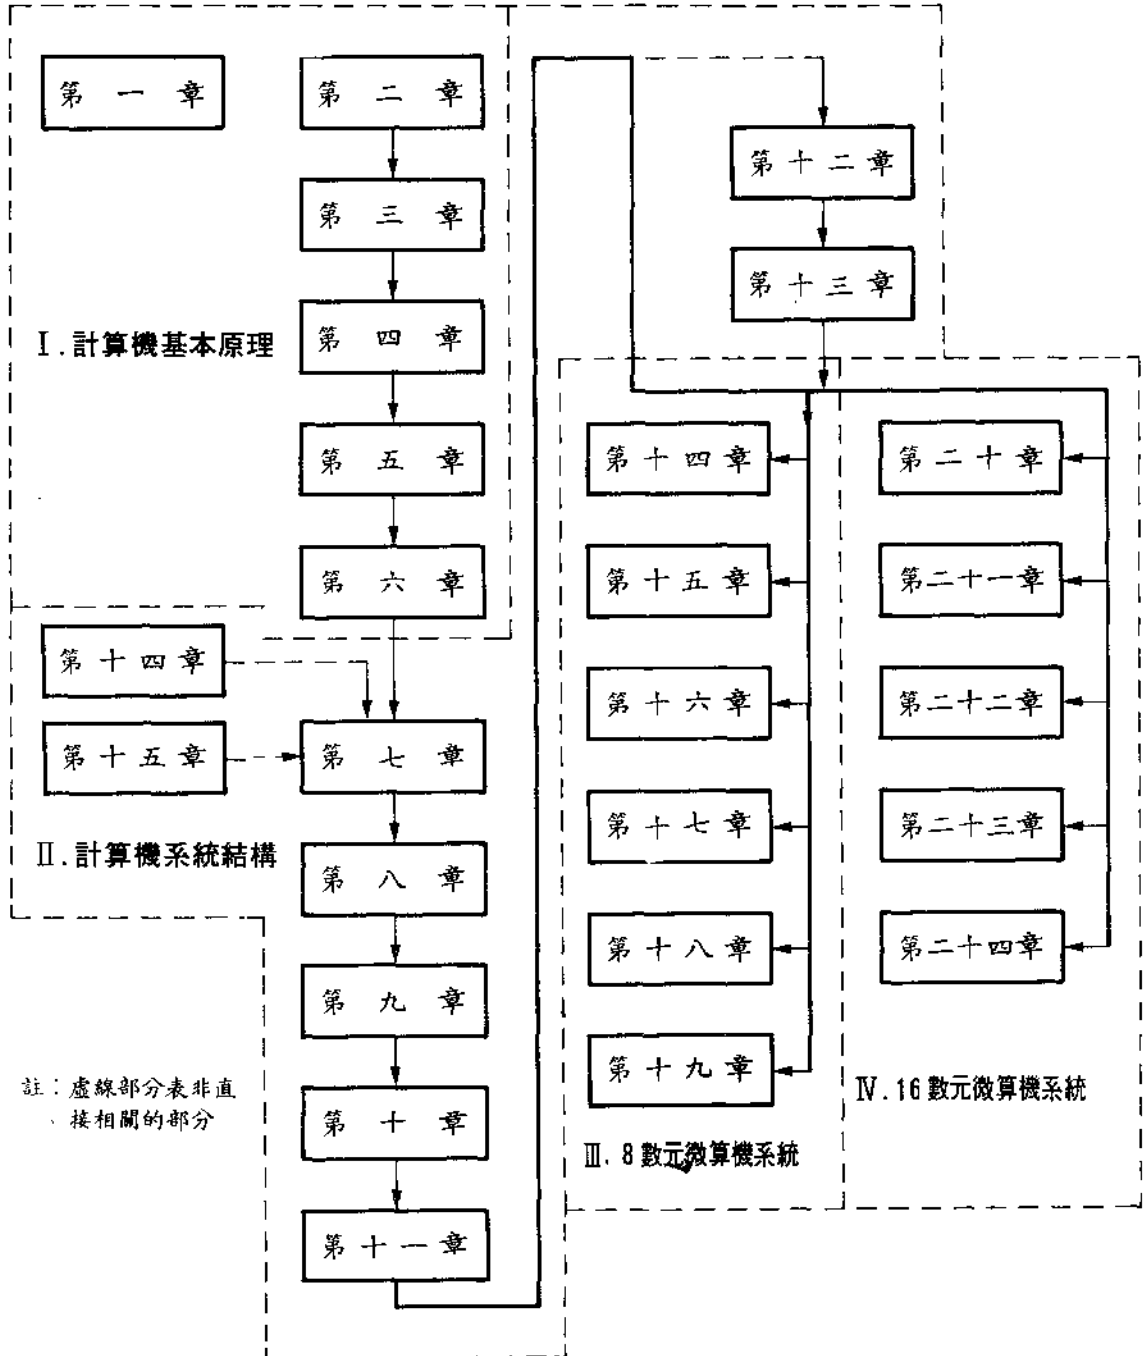 第一章
第二章
第三章
Ⅰ.計算機基本原理
第四章
第五章
第六章
第十四章
第十五章
第七章
Ⅱ.計算機系統結構
第八章
第九章
註：虛線部分表非直
接相關的部分
第十章
第十一章
第十二章
第十三章
第十四章
第十五章
第十六章
第十七章
第十八章
第十九章
Ⅲ.8數元微算機系統
第二十章
第二十一章
第二十二章
第二十三章
第二十四章
Ⅳ.16數元微算機系統